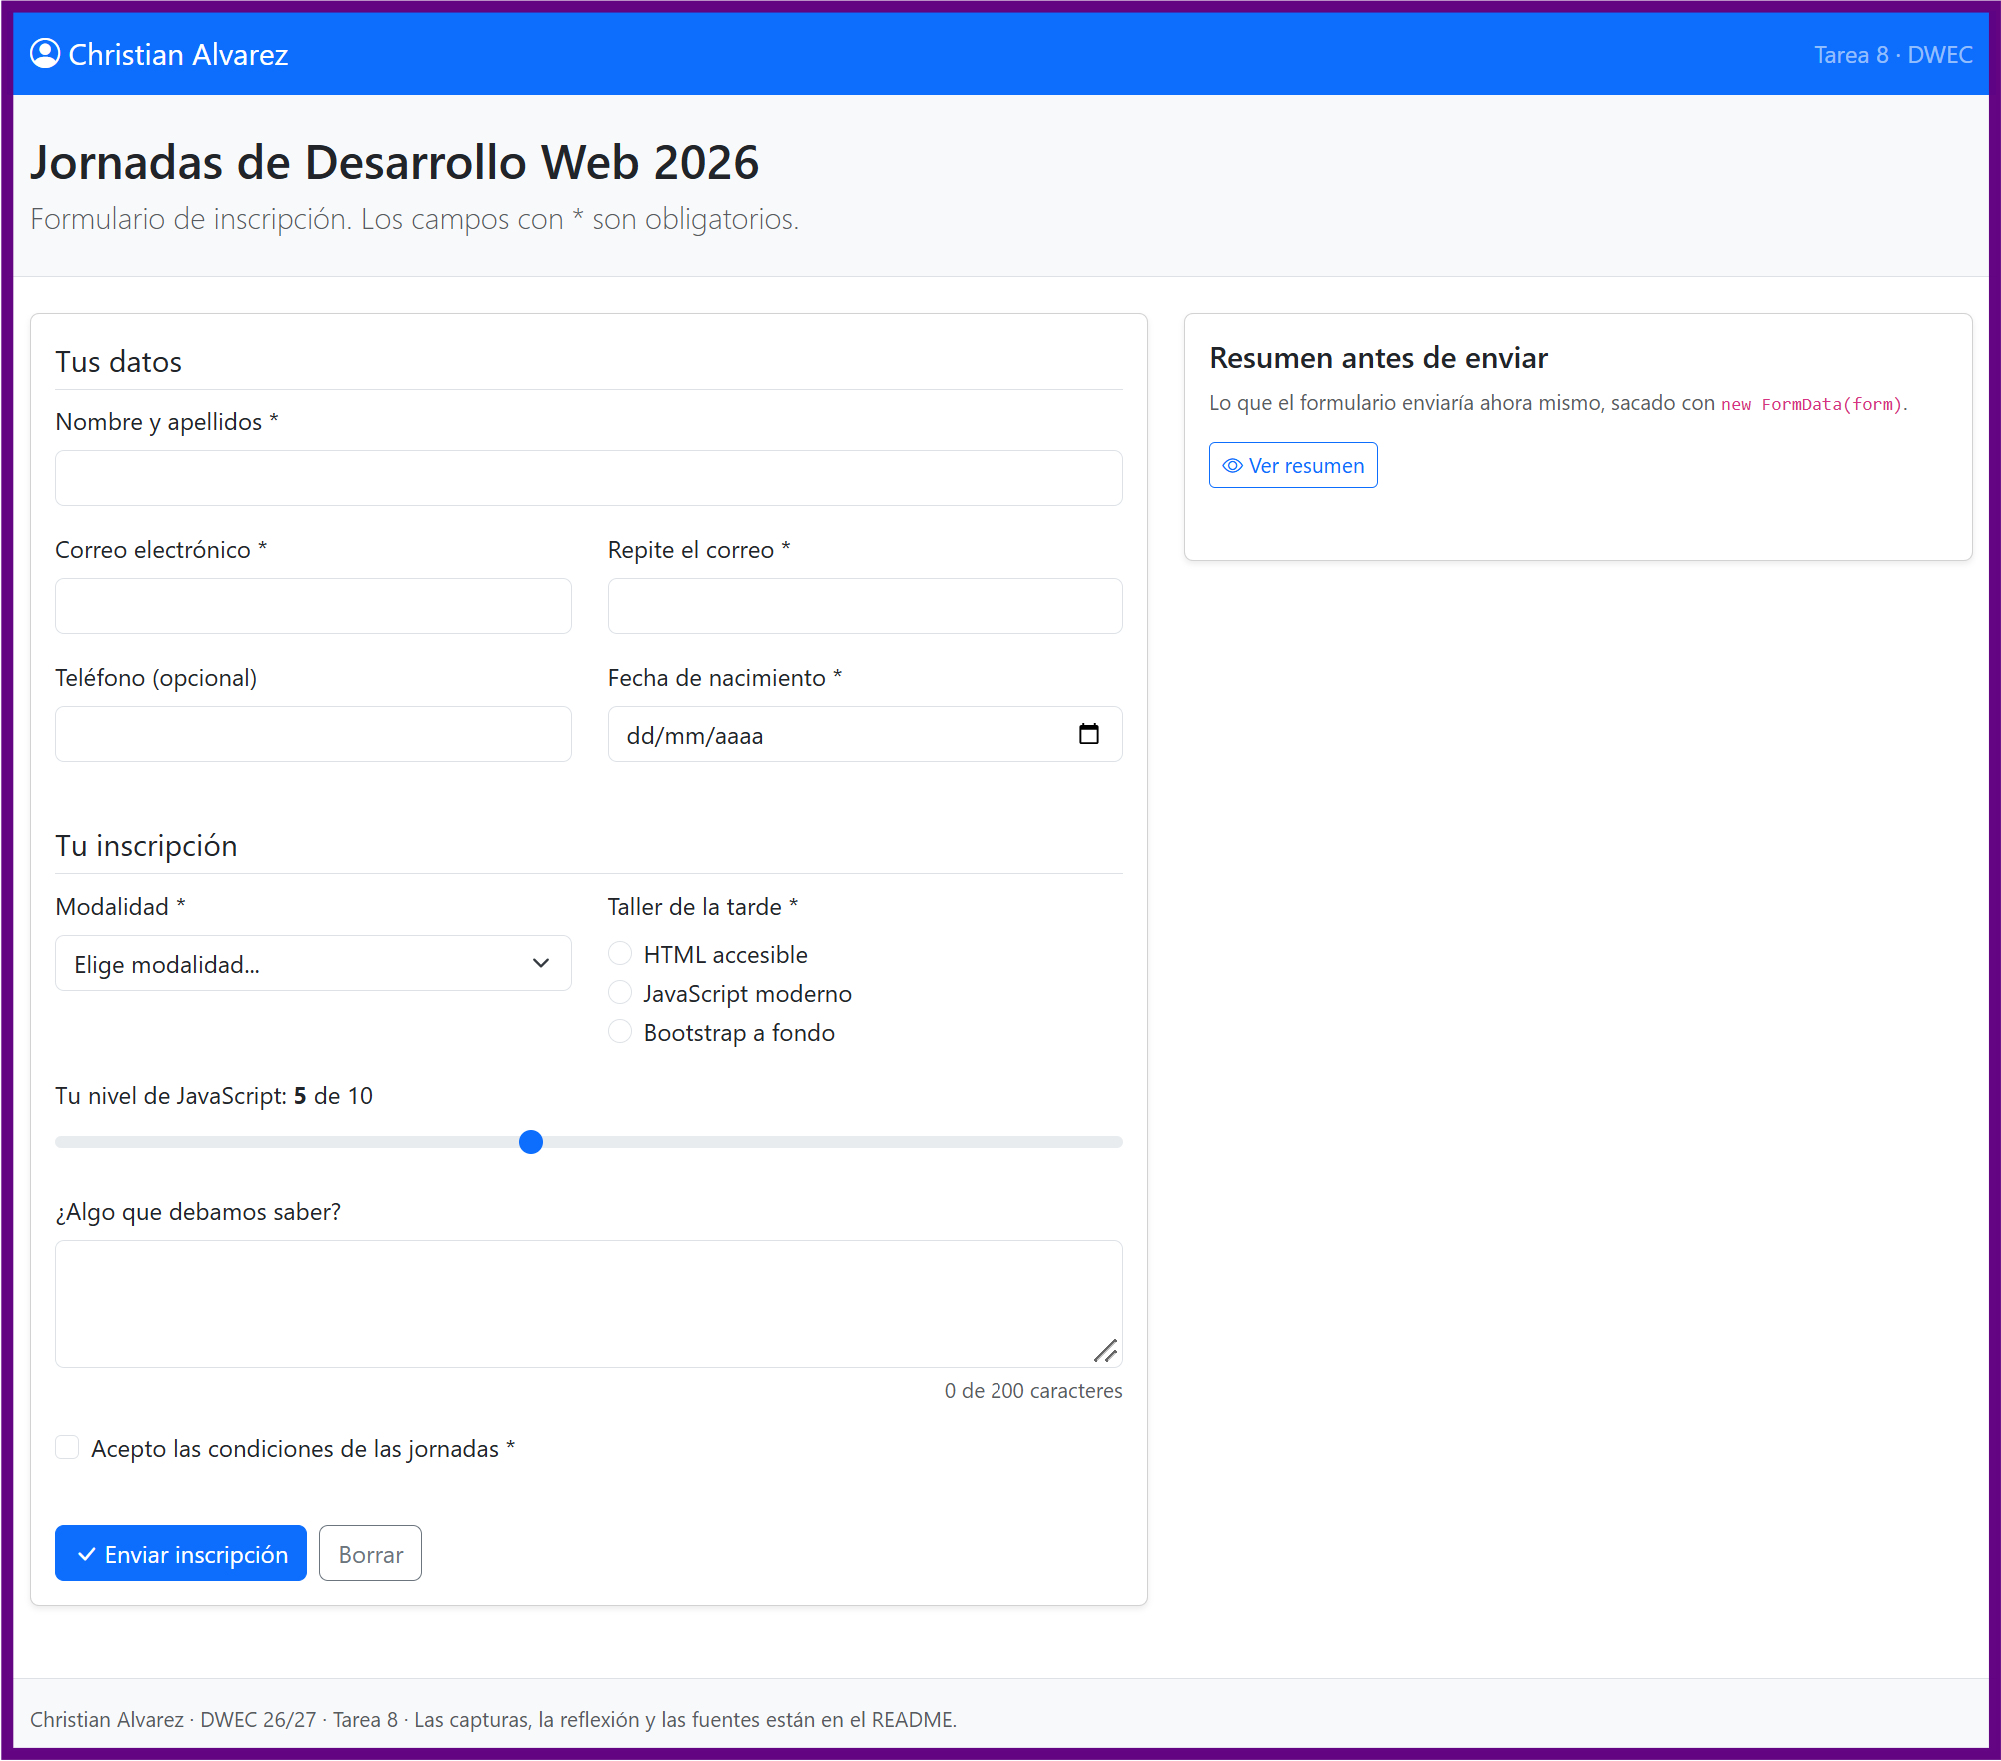 Christian Alvarez
Tarea 8 · DWEC
Jornadas de Desarrollo Web 2026
Formulario de inscripción. Los campos con * son obligatorios.
Tus datos
Nombre y apellidos *
Correo electrónico *
Repite el correo *
Teléfono (opcional)
Fecha de nacimiento *
dd/mm/aaaa
Tu inscripción
Modalidad *
Elige modalidad...
Taller de la tarde *
HTML accesible
JavaScript moderno
Bootstrap a fondo
Tu nivel de JavaScript: 5 de 10
¿Algo que debamos saber?
0 de 200 caracteres
Acepto las condiciones de las jornadas *
Enviar inscripción
Borrar
Resumen antes de enviar
Lo que el formulario enviaría ahora mismo, sacado con new FormData(form).
Ver resumen
Christian Alvarez · DWEC 26/27 · Tarea 8 · Las capturas, la reflexión y las fuentes están en el README.